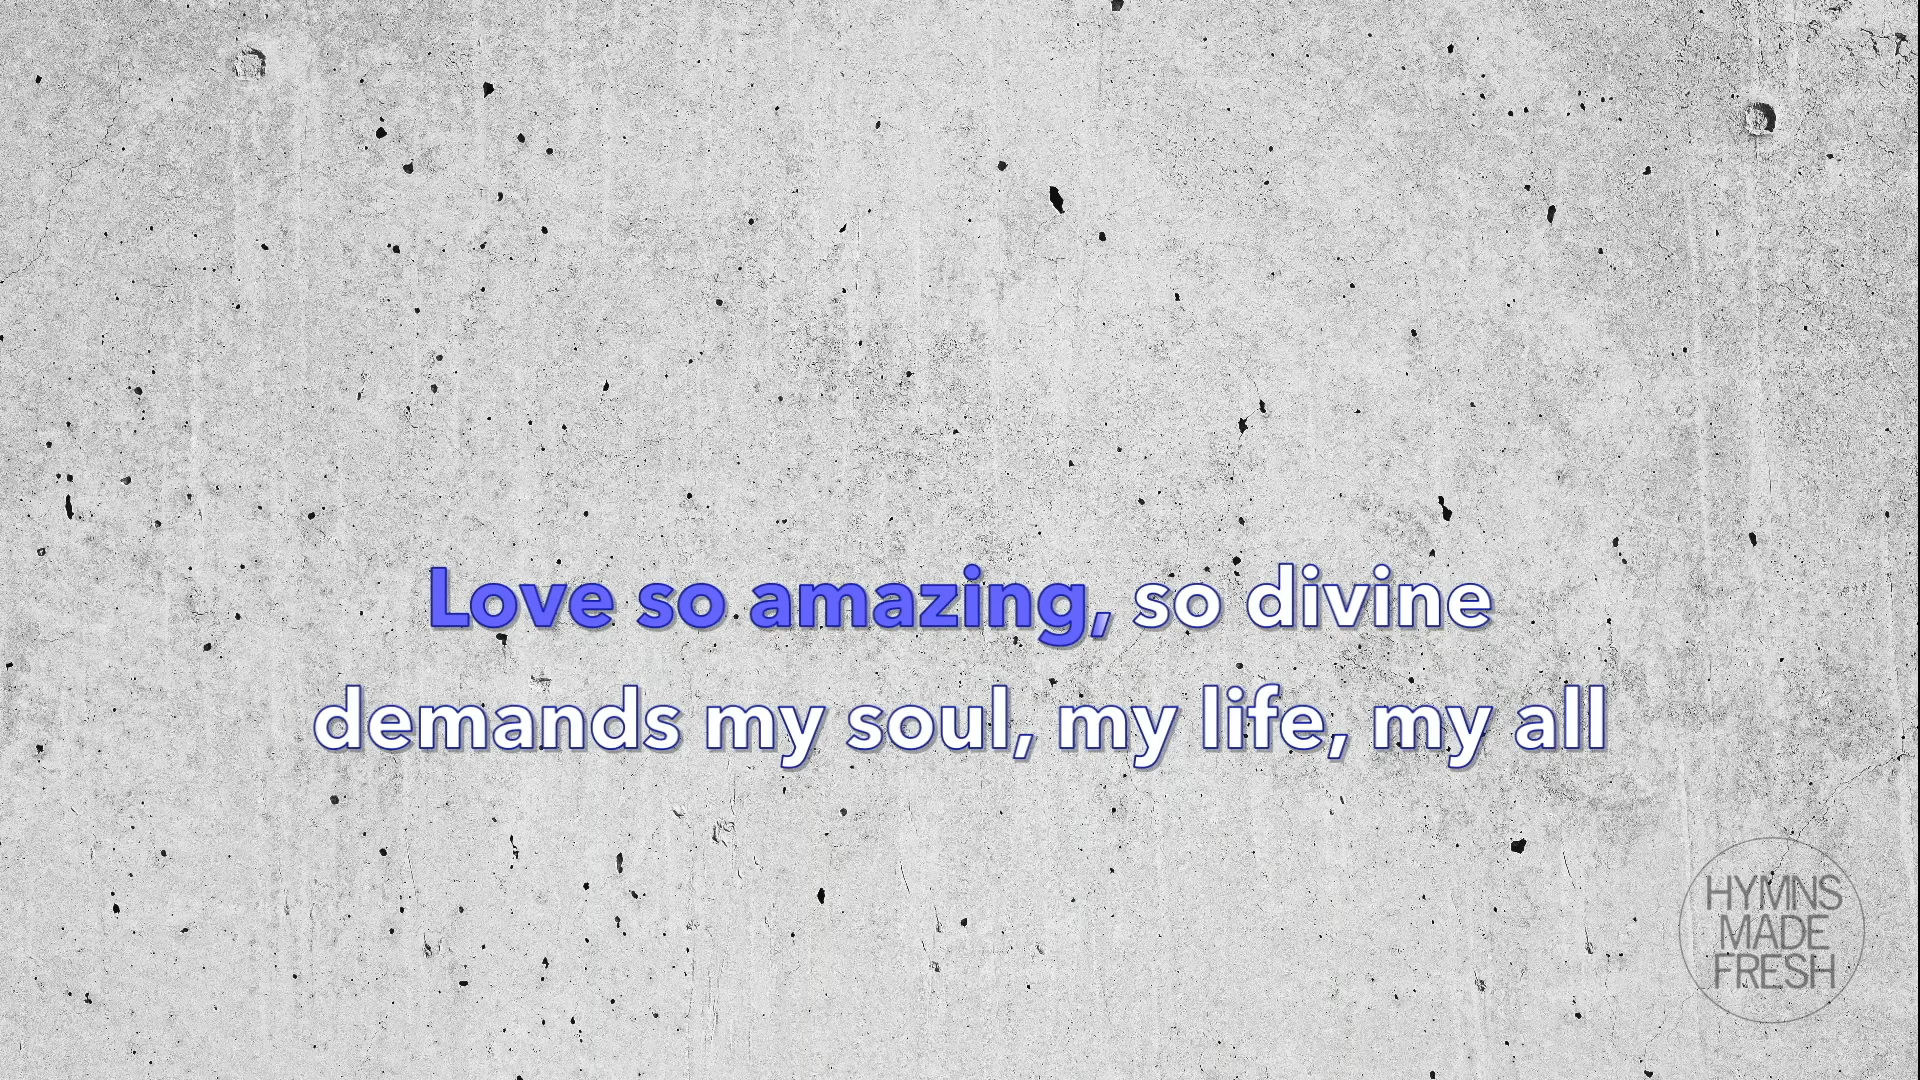 Love so amazing, so divine
demands my soul, my life, my all
HYMNS
MADE
FRESH